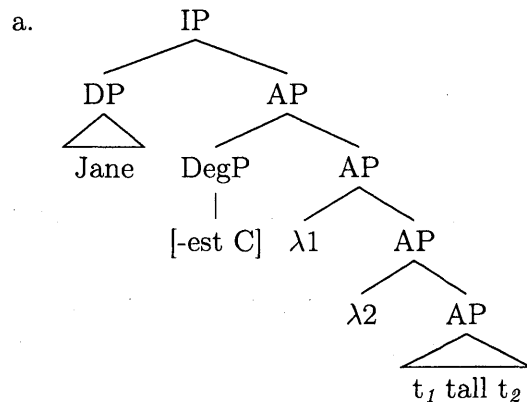 a.
IP
DP AP
Jane DegP AP
[-est C] λ1 AP
λ2 AP
t₁ tall t₂